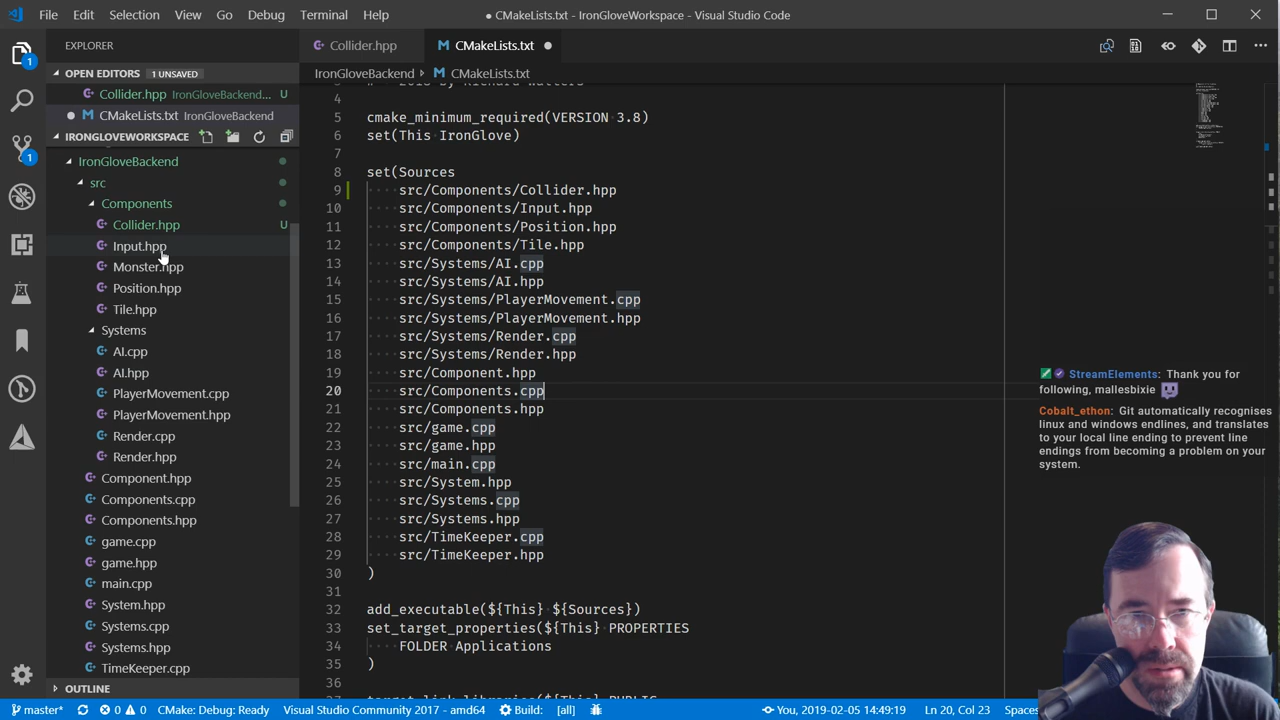 File Edit Selection View Go Debug Terminal Help
● CMakeLists.txt - IronGloveWorkspace - Visual Studio Code
EXPLORER
OPEN EDITORS 1 UNSAVED
Collider.hpp IronGloveBackend... U
CMakeLists.txt IronGloveBackend
IRONGLOVEWORKSPACE
IronGloveBackend
src
Components
Collider.hpp U
Input.hpp
Monster.hpp
Position.hpp
Tile.hpp
Systems
AI.cpp
AI.hpp
PlayerMovement.cpp
PlayerMovement.hpp
Render.cpp
Render.hpp
Component.hpp
Components.cpp
Components.hpp
game.cpp
game.hpp
main.cpp
System.hpp
Systems.cpp
Systems.hpp
TimeKeeper.cpp
OUTLINE
Collider.hpp
CMakeLists.txt
IronGloveBackend
CMakeLists.txt
4
5 cmake_minimum_required(VERSION 3.8)
6 set(This IronGlove)
7
8 set(Sources
9 src/Components/Collider.hpp
10 src/Components/Input.hpp
11 src/Components/Position.hpp
12 src/Components/Tile.hpp
13 src/Systems/AI.cpp
14 src/Systems/AI.hpp
15 src/Systems/PlayerMovement.cpp
16 src/Systems/PlayerMovement.hpp
17 src/Systems/Render.cpp
18 src/Systems/Render.hpp
19 src/Component.hpp
20 src/Components.cpp
21 src/Components.hpp
22 src/game.cpp
23 src/game.hpp
24 src/main.cpp
25 src/System.hpp
26 src/Systems.cpp
27 src/Systems.hpp
28 src/TimeKeeper.cpp
29 src/TimeKeeper.hpp
30 )
31
32 add_executable(${This} ${Sources})
33 set_target_properties(${This} PROPERTIES
34 FOLDER Applications
35 )
36
StreamElements: Thank you for
following, mallesbixie
Cobalt_ethon: Git automatically recognises
linux and windows endlines, and translates
to your local line ending to prevent line
endings from becoming a problem on your
system.
1
1
master* 0 0 CMake: Debug: Ready Visual Studio Community 2017 - amd64 Build: [all] You, 2019-02-05 14:49:19 Ln 20, Col 23 Spaces